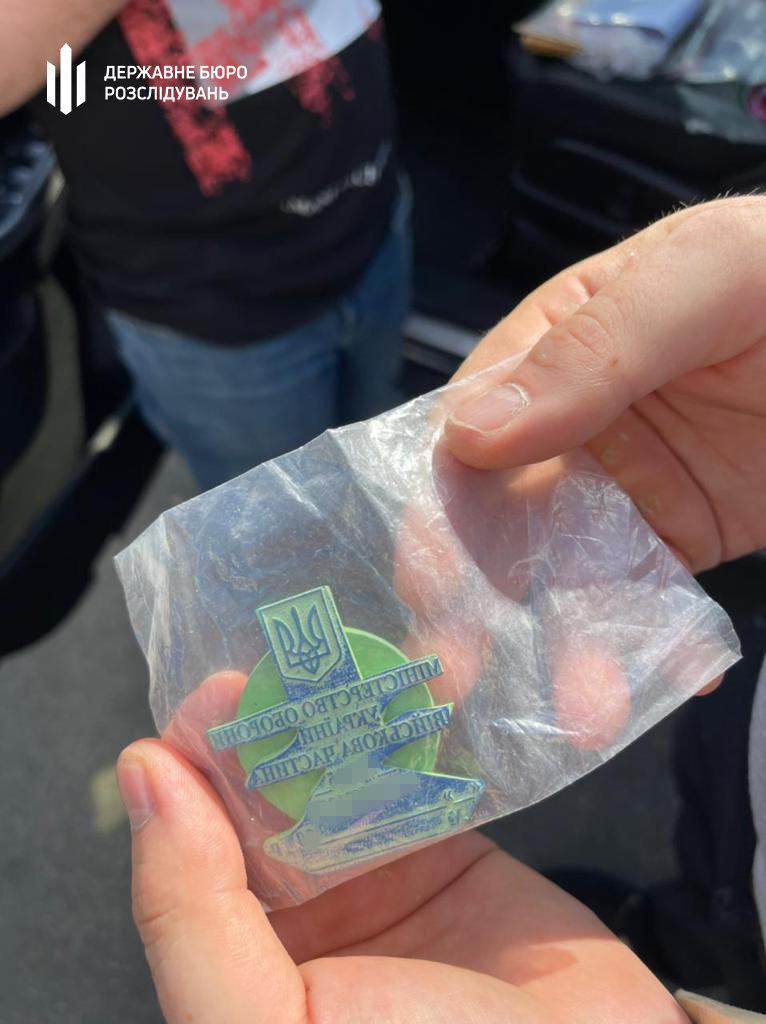 ДЕРЖАВНЕ БЮРО
РОЗСЛІДУВАНЬ
МІНІСТЕРСТВО ОБОРОНИ
УКРАЇНИ
ВІЙСЬКОВА ЧАСТИНА